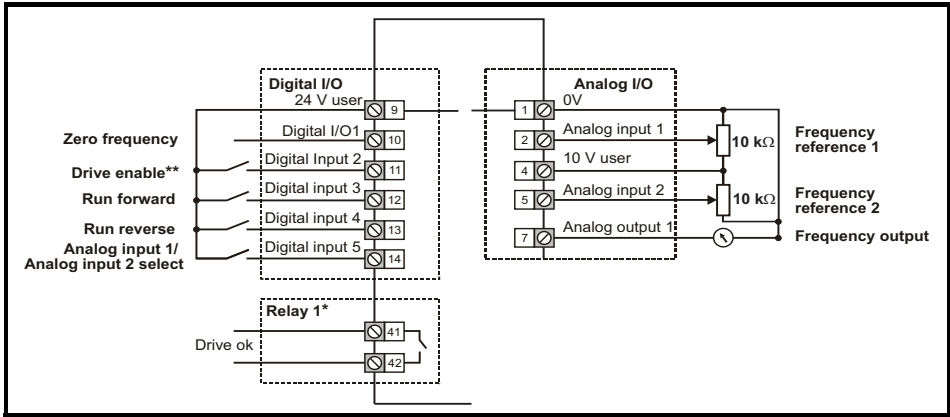 Digital I/O
24 V user
9
Zero frequency
Digital I/O1
10
Drive enable**
Digital Input 2
11
Run forward
Digital input 3
12
Run reverse
Digital input 4
13
Analog input 1/
Analog input 2 select
Digital input 5
14
Relay 1*
Drive ok
41
42
Analog I/O
1
0V
2
Analog input 1
10 kΩ
Frequency
reference 1
4
10 V user
5
Analog input 2
10 kΩ
Frequency
reference 2
7
Analog output 1
Frequency output